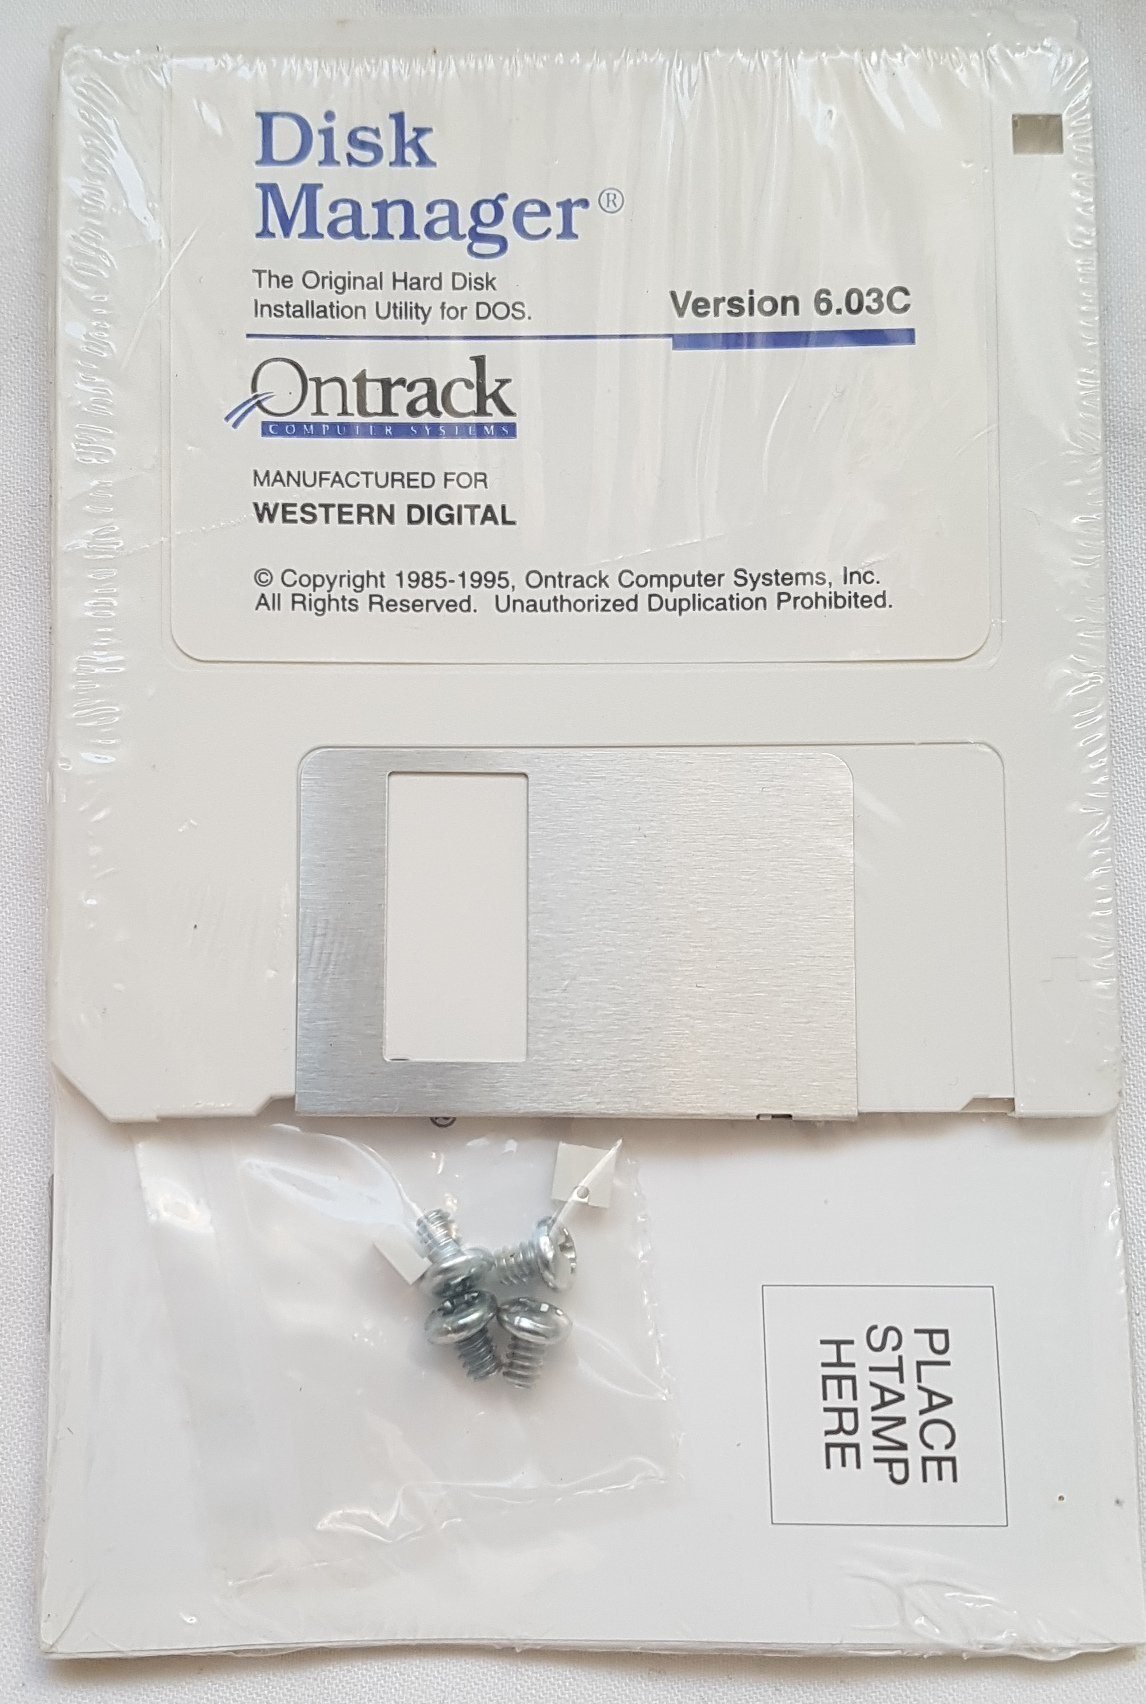 Disk
Manager®
The Original Hard Disk
Installation Utility for DOS.
Version 6.03C
Ontrack
COMPUTER SYSTEMS
MANUFACTURED FOR
WESTERN DIGITAL
© Copyright 1985-1995, Ontrack Computer Systems, Inc.
All Rights Reserved. Unauthorized Duplication Prohibited.
®
PLACE
STAMP
HERE